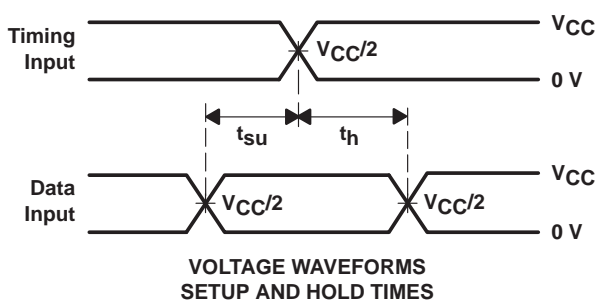 Timing
Input
VCC/2
VCC
0 V
tsu
th
Data
Input
VCC/2
VCC/2
VCC
0 V
VOLTAGE WAVEFORMS
SETUP AND HOLD TIMES